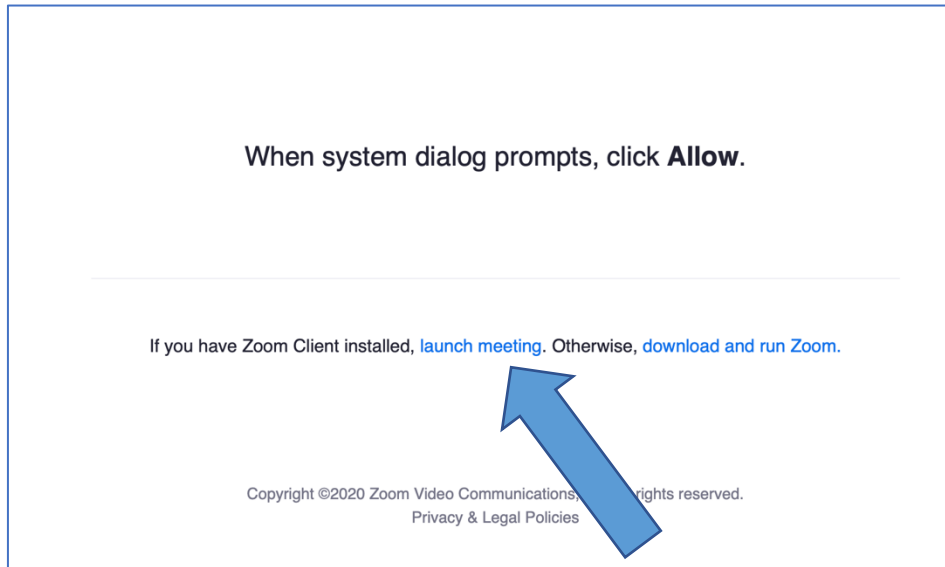 When system dialog prompts, click Allow.
If you have Zoom Client installed, launch meeting. Otherwise, download and run Zoom.
Copyright ©2020 Zoom Video Communications, rights reserved.
Privacy & Legal Policies